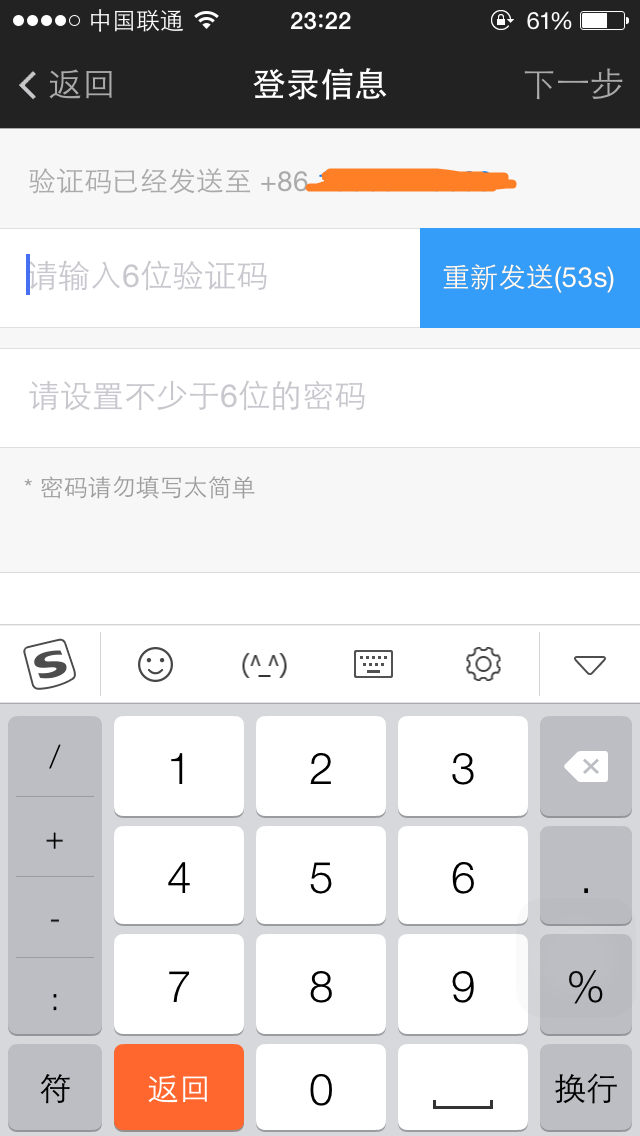 中国联通 23:22 61%
返回 登录信息 下一步
验证码已经发送至 +86
请输入6位验证码 重新发送(53s)
请设置不少于6位的密码
* 密码请勿填写太简单
S (^_^)
/ 1 2 3
+ 4 5 6 .
- 7 8 9 %
:
符 返回 0 换行